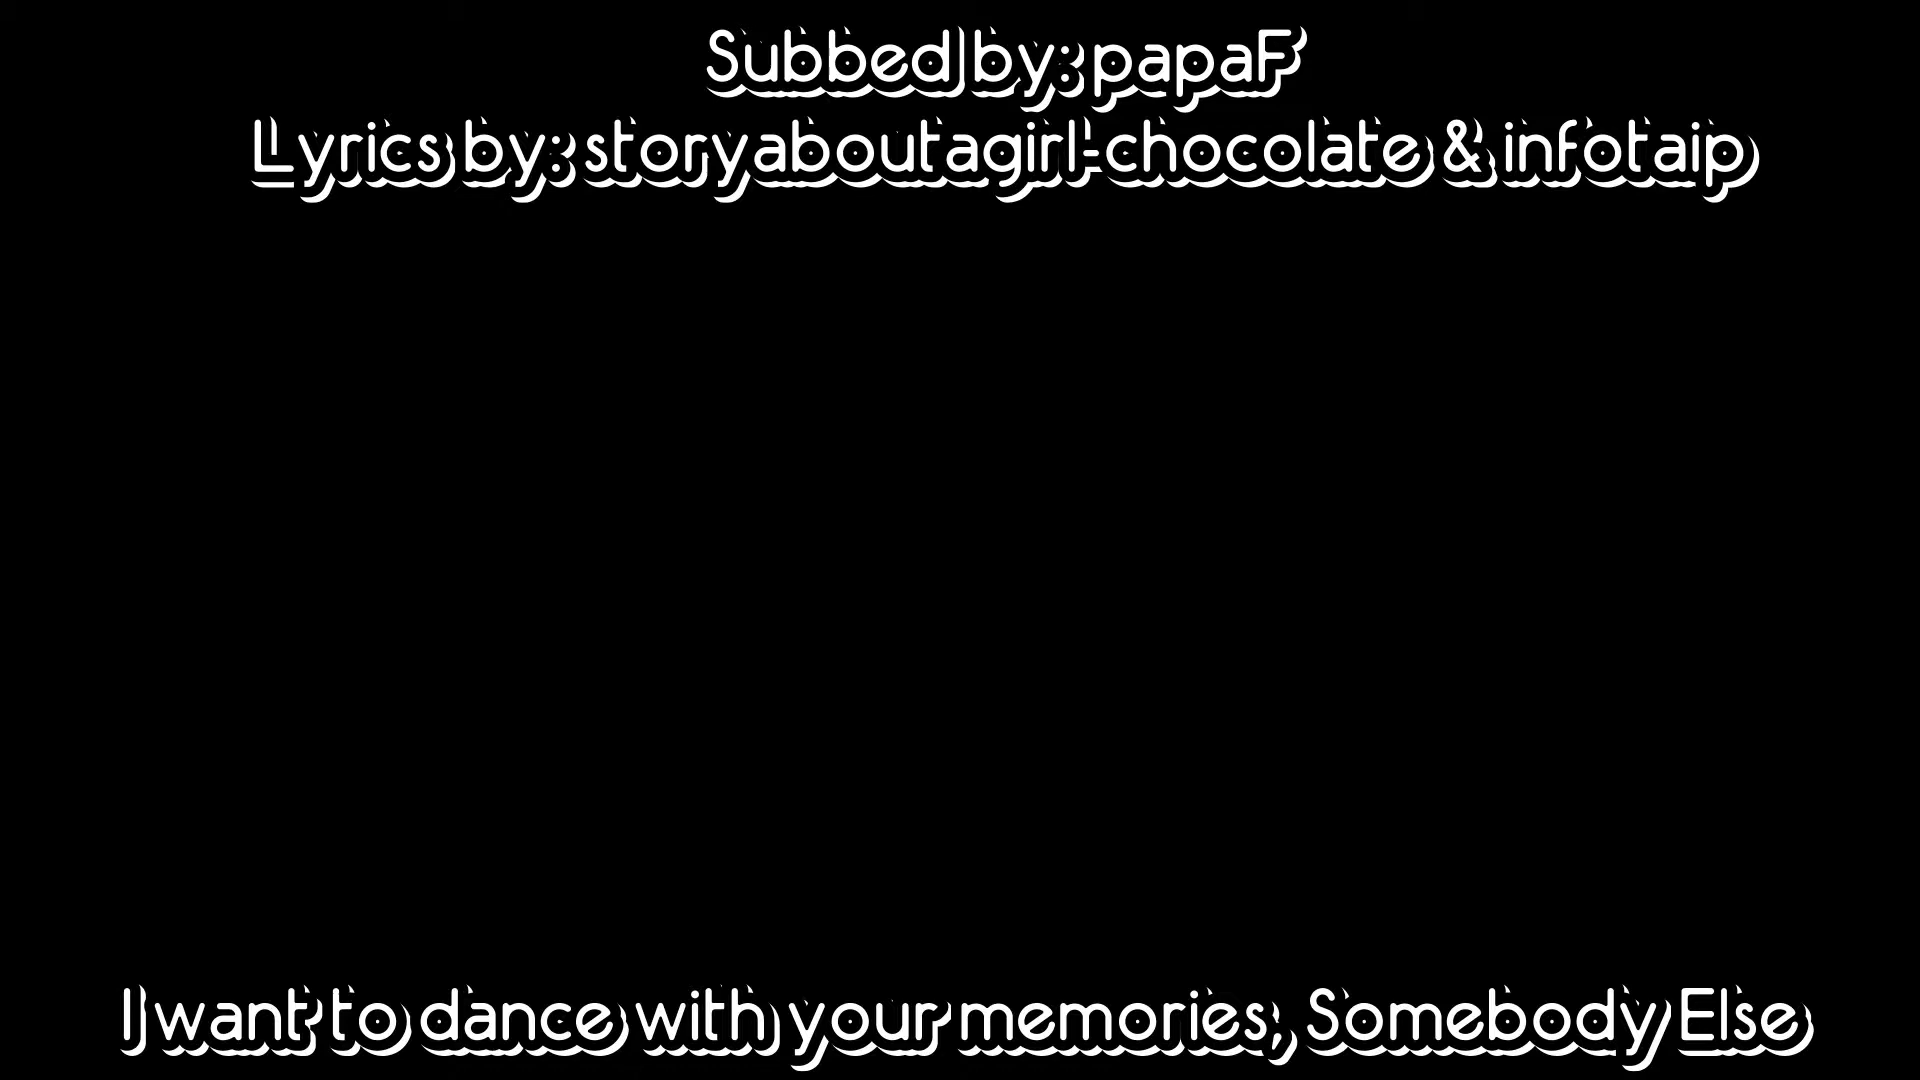 Subbed by: papaF
Lyrics by: storyaboutagirl-chocolate & infotaip
I want to dance with your memories, Somebody Else